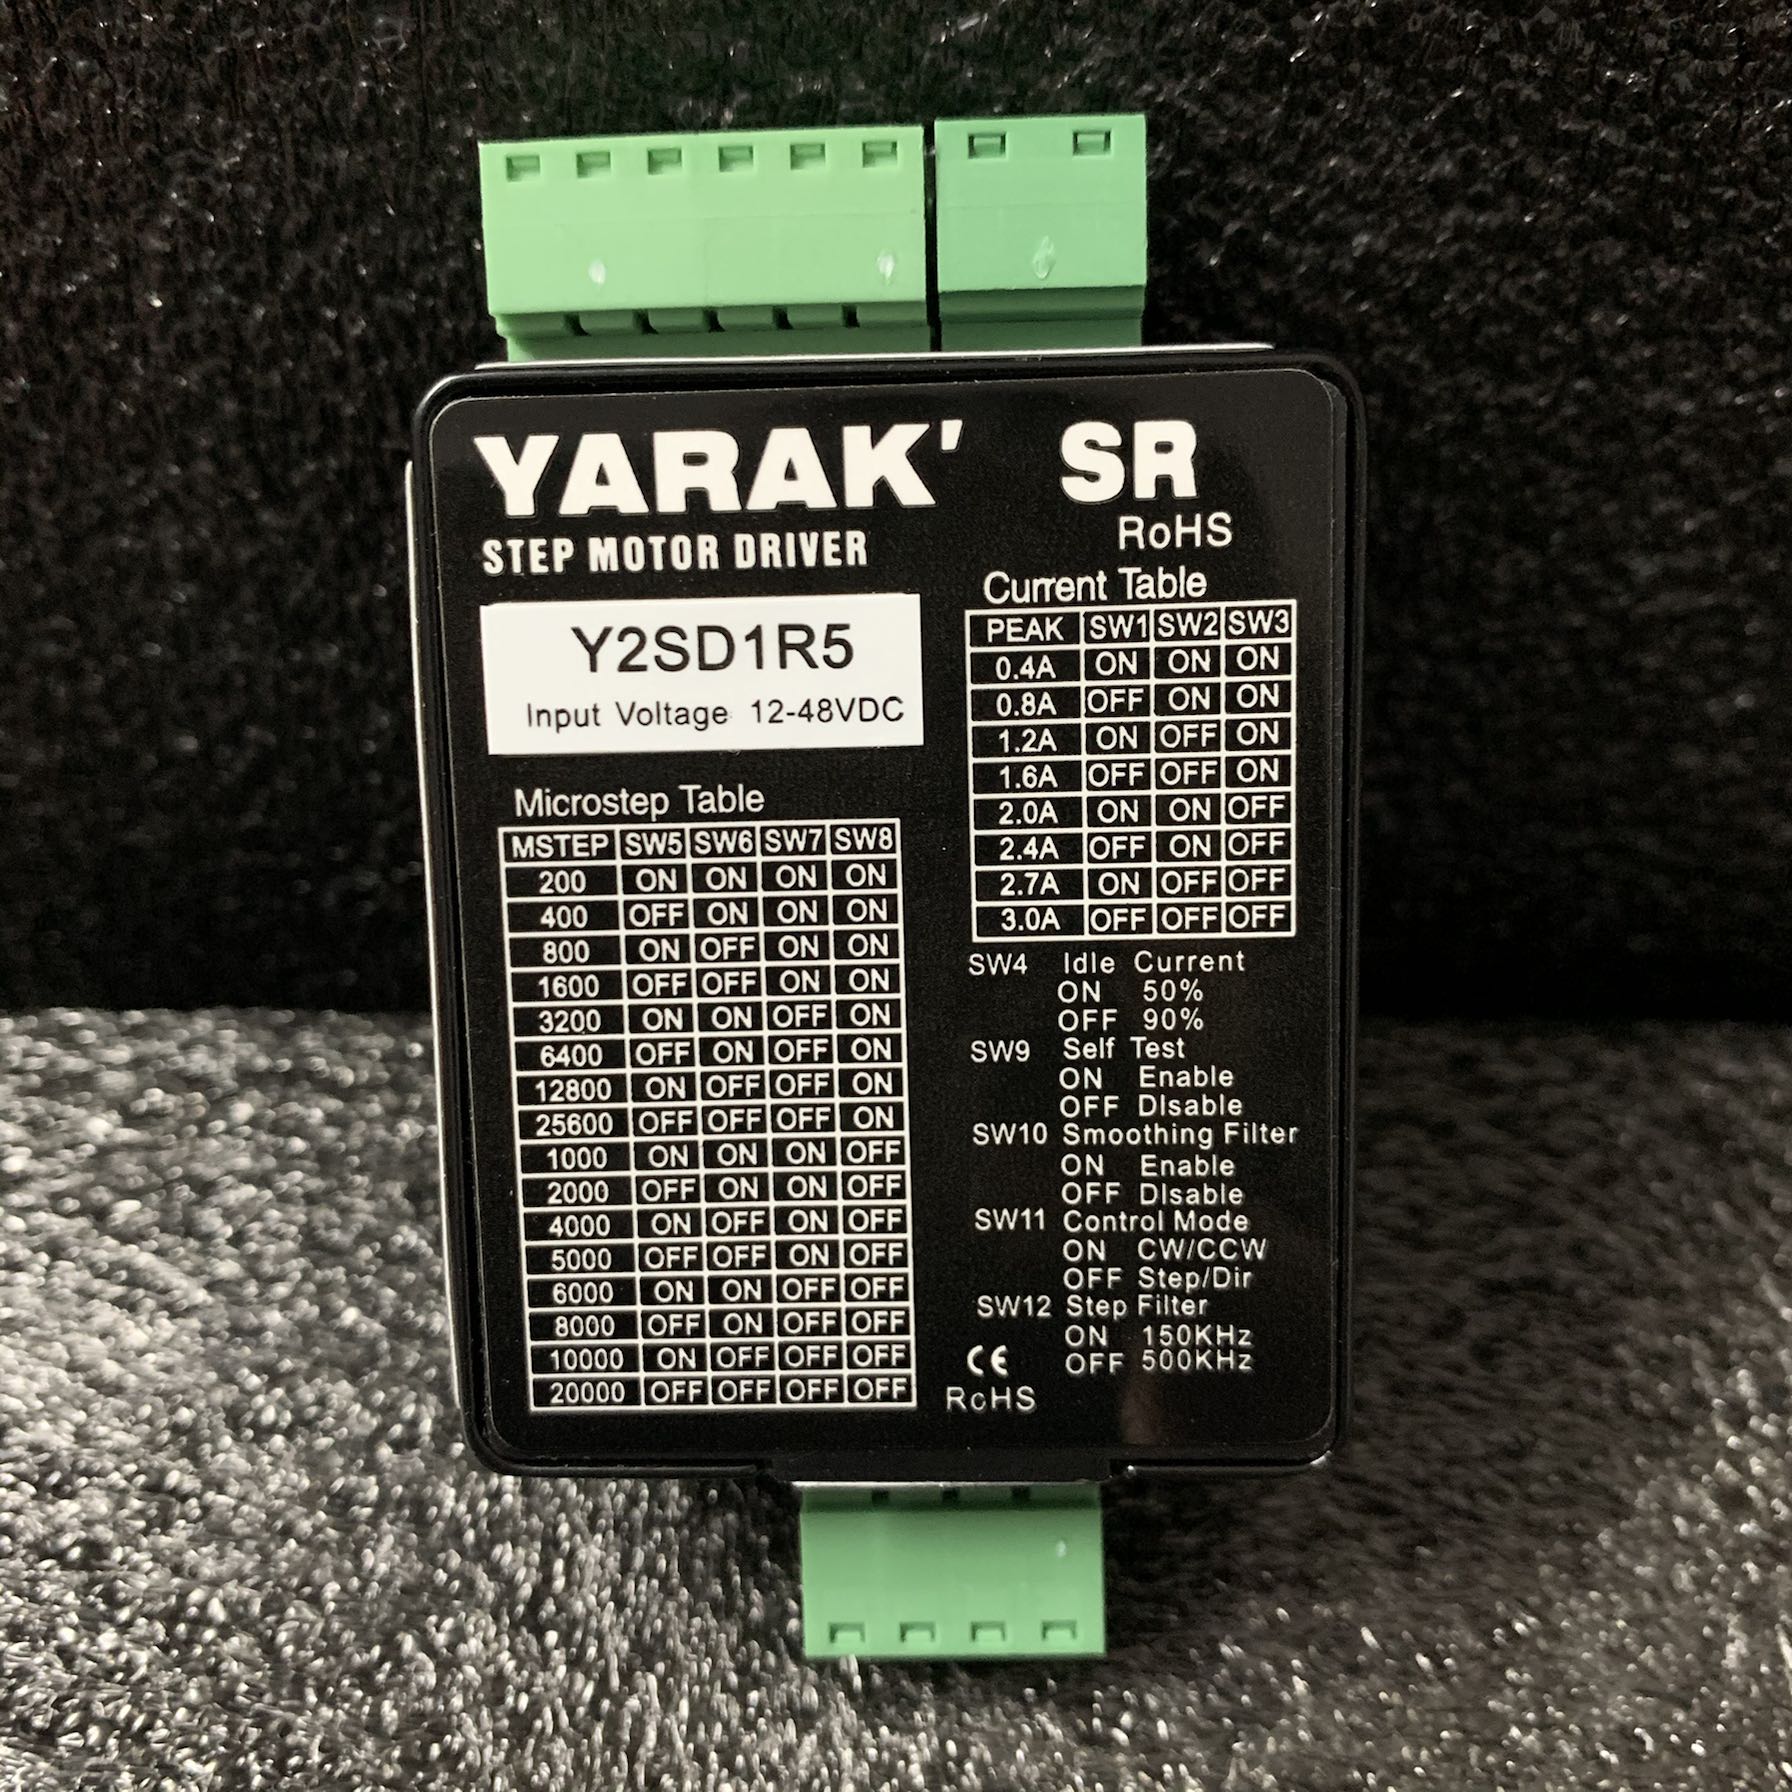 YARAK' SR
RoHS
STEP MOTOR DRIVER
Y2SD1R5
Input Voltage 12-48VDC
Current Table
PEAK SW1 SW2 SW3
0.4A ON ON ON
0.8A OFF ON ON
1.2A ON OFF ON
1.6A OFF OFF ON
2.0A ON ON OFF
2.4A OFF ON OFF
2.7A ON OFF OFF
3.0A OFF OFF OFF
Microstep Table
MSTEP SW5 SW6 SW7 SW8
200 ON ON ON ON
400 OFF ON ON ON
800 ON OFF ON ON
1600 OFF OFF ON ON
3200 ON ON OFF ON
6400 OFF ON OFF ON
12800 ON OFF OFF ON
25600 OFF OFF OFF ON
1000 ON ON ON OFF
2000 OFF ON ON OFF
4000 ON OFF ON OFF
5000 OFF OFF ON OFF
6000 ON ON OFF OFF
8000 OFF ON OFF OFF
10000 ON OFF OFF OFF
20000 OFF OFF OFF OFF
SW4 Idle Current
ON 50%
OFF 90%
SW9 Self Test
ON Enable
OFF DIsable
SW10 Smoothing Filter
ON Enable
OFF DIsable
SW11 Control Mode
ON CW/CCW
OFF Step/Dir
SW12 Step Filter
ON 150KHz
OFF 500KHz
CE
RoHS